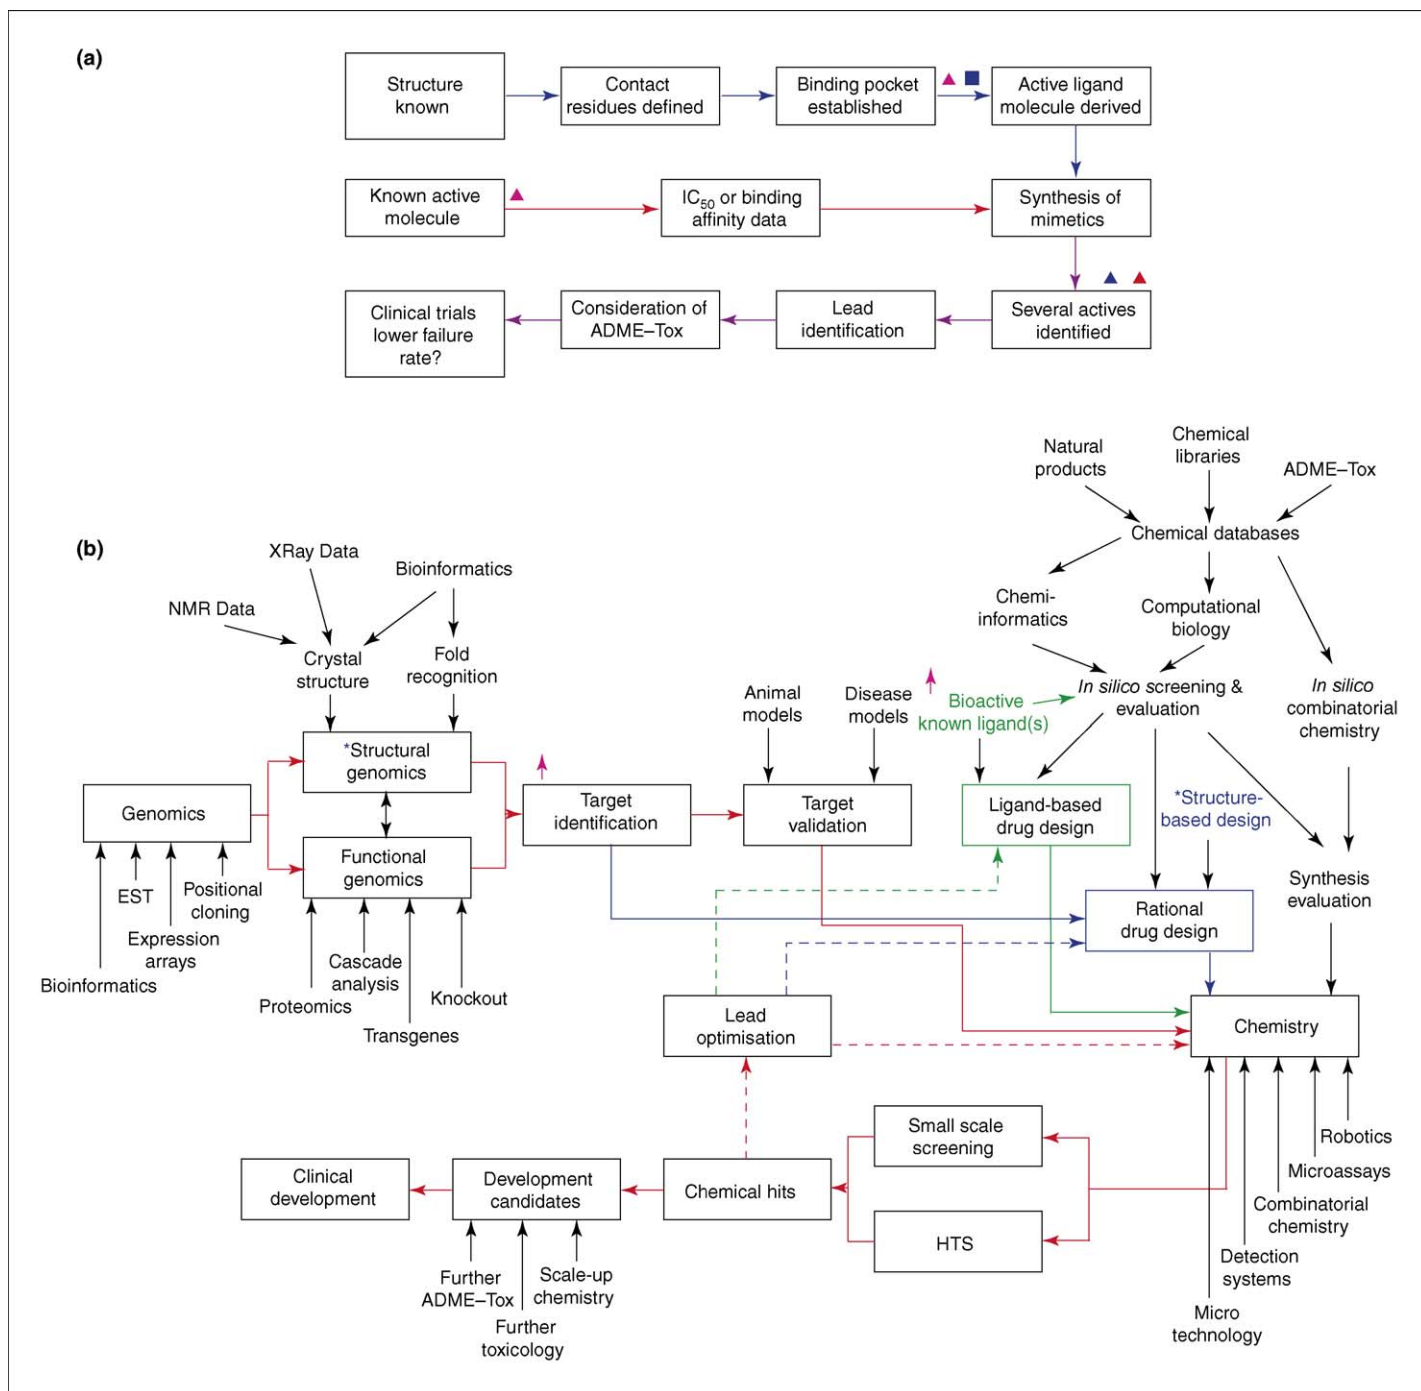 (a)
Structure
known
Contact
residues defined
Binding pocket
established
Active ligand
molecule derived
Known active
molecule
IC50 or binding
affinity data
Synthesis of
mimetics
Clinical trials
lower failure
rate?
Consideration of
ADME–Tox
Lead
identification
Several actives
identified
(b)
Natural
products
Chemical
libraries
ADME–Tox
Chemical databases
XRay Data
Bioinformatics
NMR Data
Crystal
structure
Fold
recognition
Chemi-
informatics
Computational
biology
In silico screening &
evaluation
In silico
combinatorial
chemistry
Animal
models
Disease
models
Bioactive
known ligand(s)
*Structural
genomics
Genomics
Functional
genomics
Target
identification
Target
validation
Ligand-based
drug design
*Structure-
based design
Synthesis
evaluation
Rational
drug design
EST
Positional
cloning
Expression
arrays
Bioinformatics
Cascade
analysis
Proteomics
Knockout
Transgenes
Lead
optimisation
Chemistry
Small scale
screening
Robotics
Microassays
Combinatorial
chemistry
Detection
systems
Micro
technology
Clinical
development
Development
candidates
Chemical hits
HTS
Further
ADME–Tox
Scale-up
chemistry
Further
toxicology